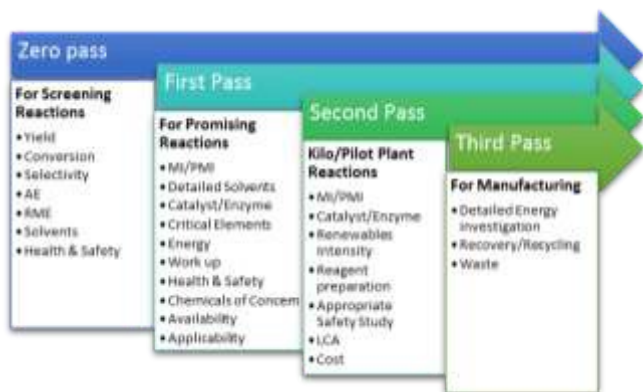 Zero pass
For Screening
Reactions
• Yield
• Conversion
• Selectivity
• AE
• RME
• Solvents
• Health & Safety
First Pass
For Promising
Reactions
• MI/PMI
• Detailed Solvents
• Catalyst/Enzyme
• Critical Elements
• Energy
• Work up
• Health & Safety
• Chemicals of Concern
• Availability
• Applicability
Second Pass
Kilo/Pilot Plant
Reactions
• MI/PMI
• Catalyst/Enzyme
• Renewables
Intensity
• Reagent
preparation
• Appropriate
Safety Study
• LCA
• Cost
Third Pass
For Manufacturing
• Detailed Energy
investigation
• Recovery/Recycling
• Waste